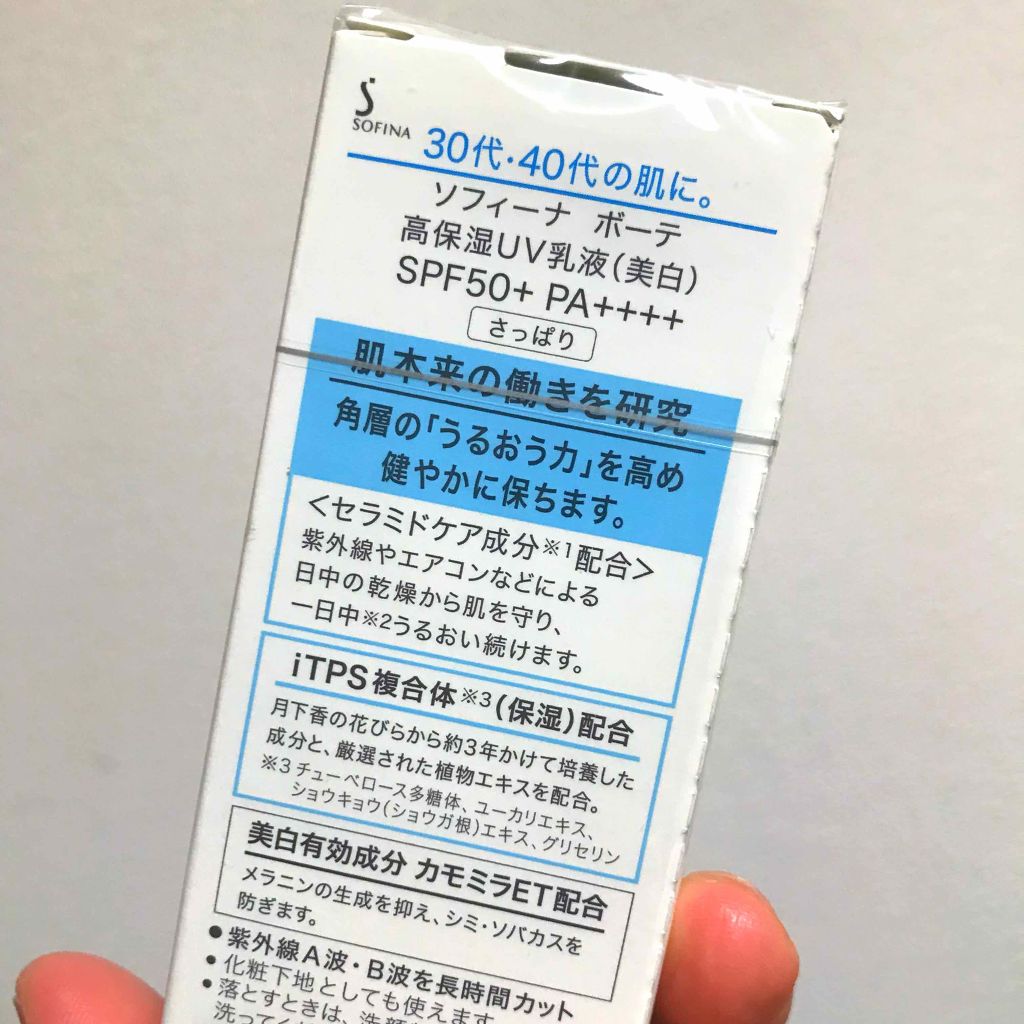 SOFINA
30代・40代の肌に。
ソフィーナ ボーテ
高保湿UV乳液(美白)
SPF50+ PA++++
さっぱり
肌本来の働きを研究
角層の「うるおう力」を高め
健やかに保ちます。
<セラミドケア成分※1配合>
紫外線やエアコンなどによる
日中の乾燥から肌を守り、
一日中※2うるおい続けます。
iTPS複合体※3(保湿)配合
月下香の花びらから約3年かけて培養した
成分と、厳選された植物エキスを配合。
※3 チューベロース多糖体、ユーカリエキス、
ショウキョウ(ショウガ根)エキス、グリセリン
美白有効成分 カモミラET配合
メラニンの生成を抑え、シミ・ソバカスを
防ぎます。
●紫外線A波・B波を長時間カット
●化粧下地としても使えます。
●落とすときは、洗顔
洗って